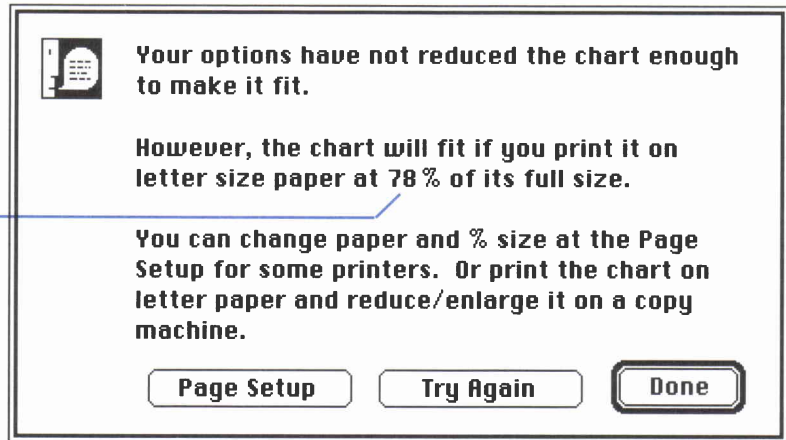 Your options have not reduced the chart enough
to make it fit.
However, the chart will fit if you print it on
letter size paper at 78% of its full size.
You can change paper and % size at the Page
Setup for some printers. Or print the chart on
letter paper and reduce/enlarge it on a copy
machine.
Page Setup Try Again Done